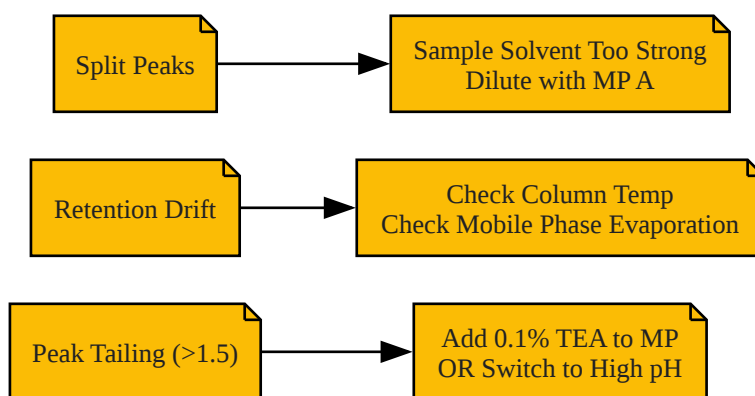 Split Peaks
Sample Solvent Too Strong
Dilute with MP A
Retention Drift
Check Column Temp
Check Mobile Phase Evaporation
Peak Tailing (>1.5)
Add 0.1% TEA to MP
OR Switch to High pH